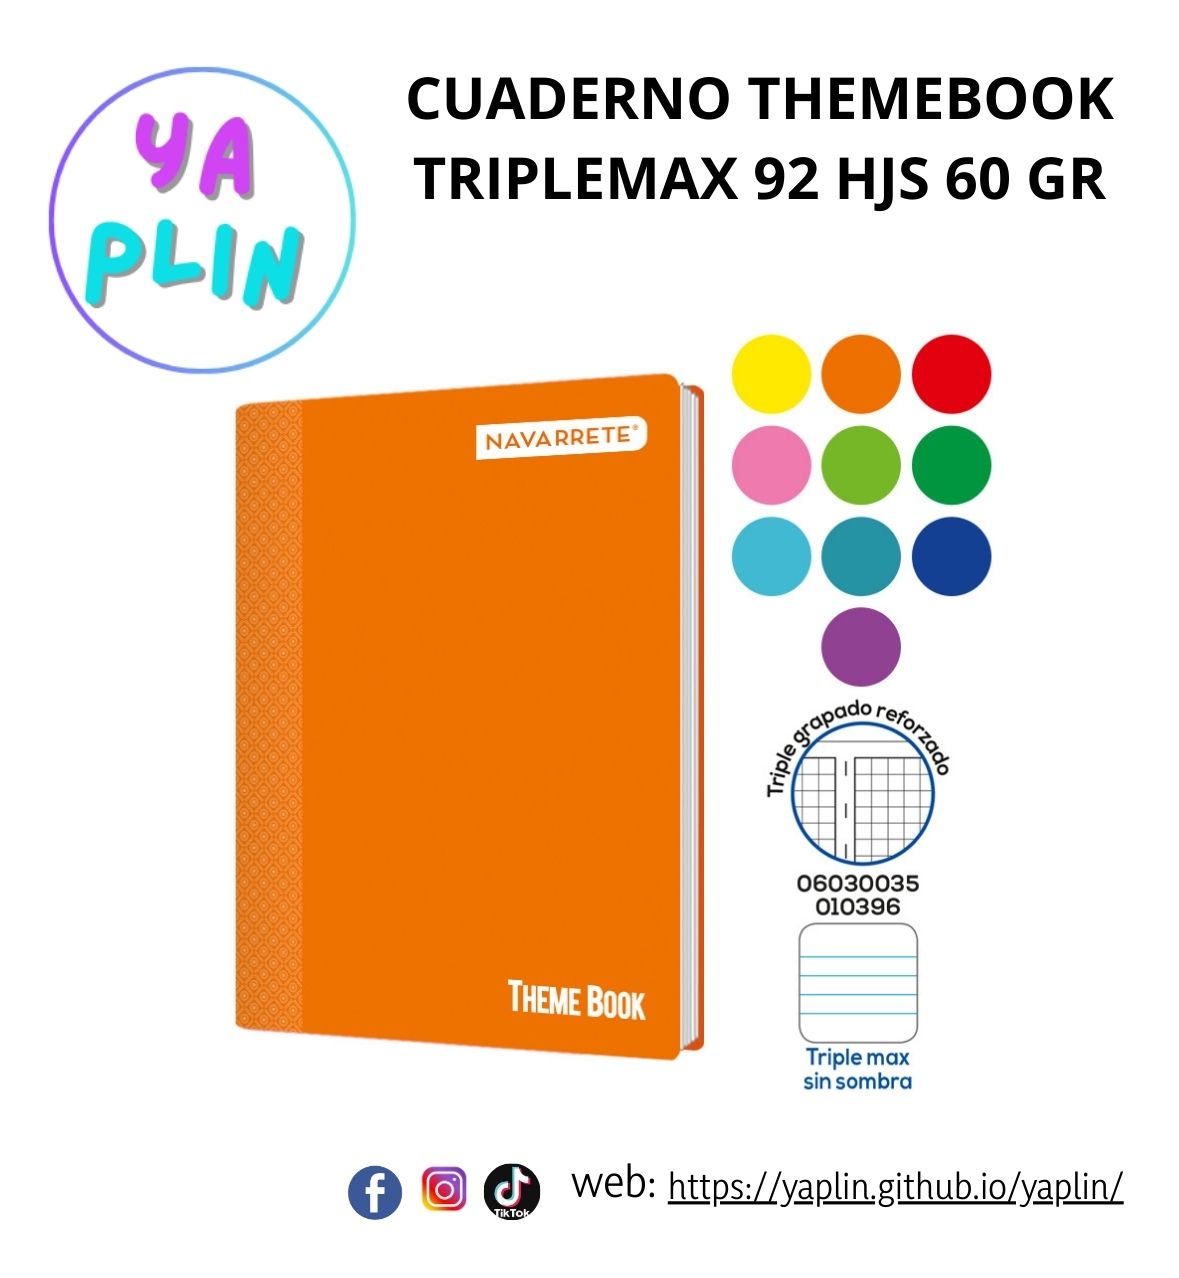 YA
PLIN
CUADERNO THEMEBOOK
TRIPLEMAX 92 HJS 60 GR
NAVARRETE®
THEME BOOK
Triple grapado reforzado
06030035
010396
Triple max
sin sombra
TikTok
web: https://yaplin.github.io/yaplin/